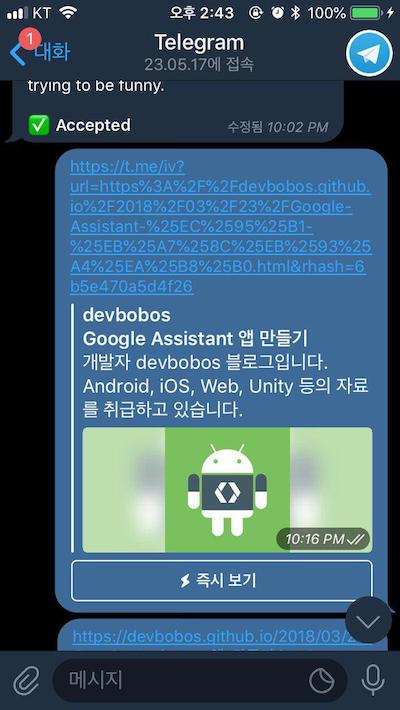 KT 오후 2:43 100%
1
대화 Telegram
23.05.17에 접속
trying to be funny.
Accepted 수정됨 10:02 PM
https://t.me/iv?
url=https%3A%2F%2Fdevbobos.github.
io%2F2018%2F03%2F23%2FGoogle-
Assistant-%25EC%2595%25B1-
%25EB%25A7%258C%25EB%2593%25
A4%25EA%25B8%25B0.html&rhash=6
b5e470a5d4f26
devbobos
Google Assistant 앱 만들기
개발자 devbobos 블로그입니다.
Android, iOS, Web, Unity 등의 자료
를 취급하고 있습니다.
10:16 PM
즉시 보기
https://devbobos.github.io/2018/03/2
메시지